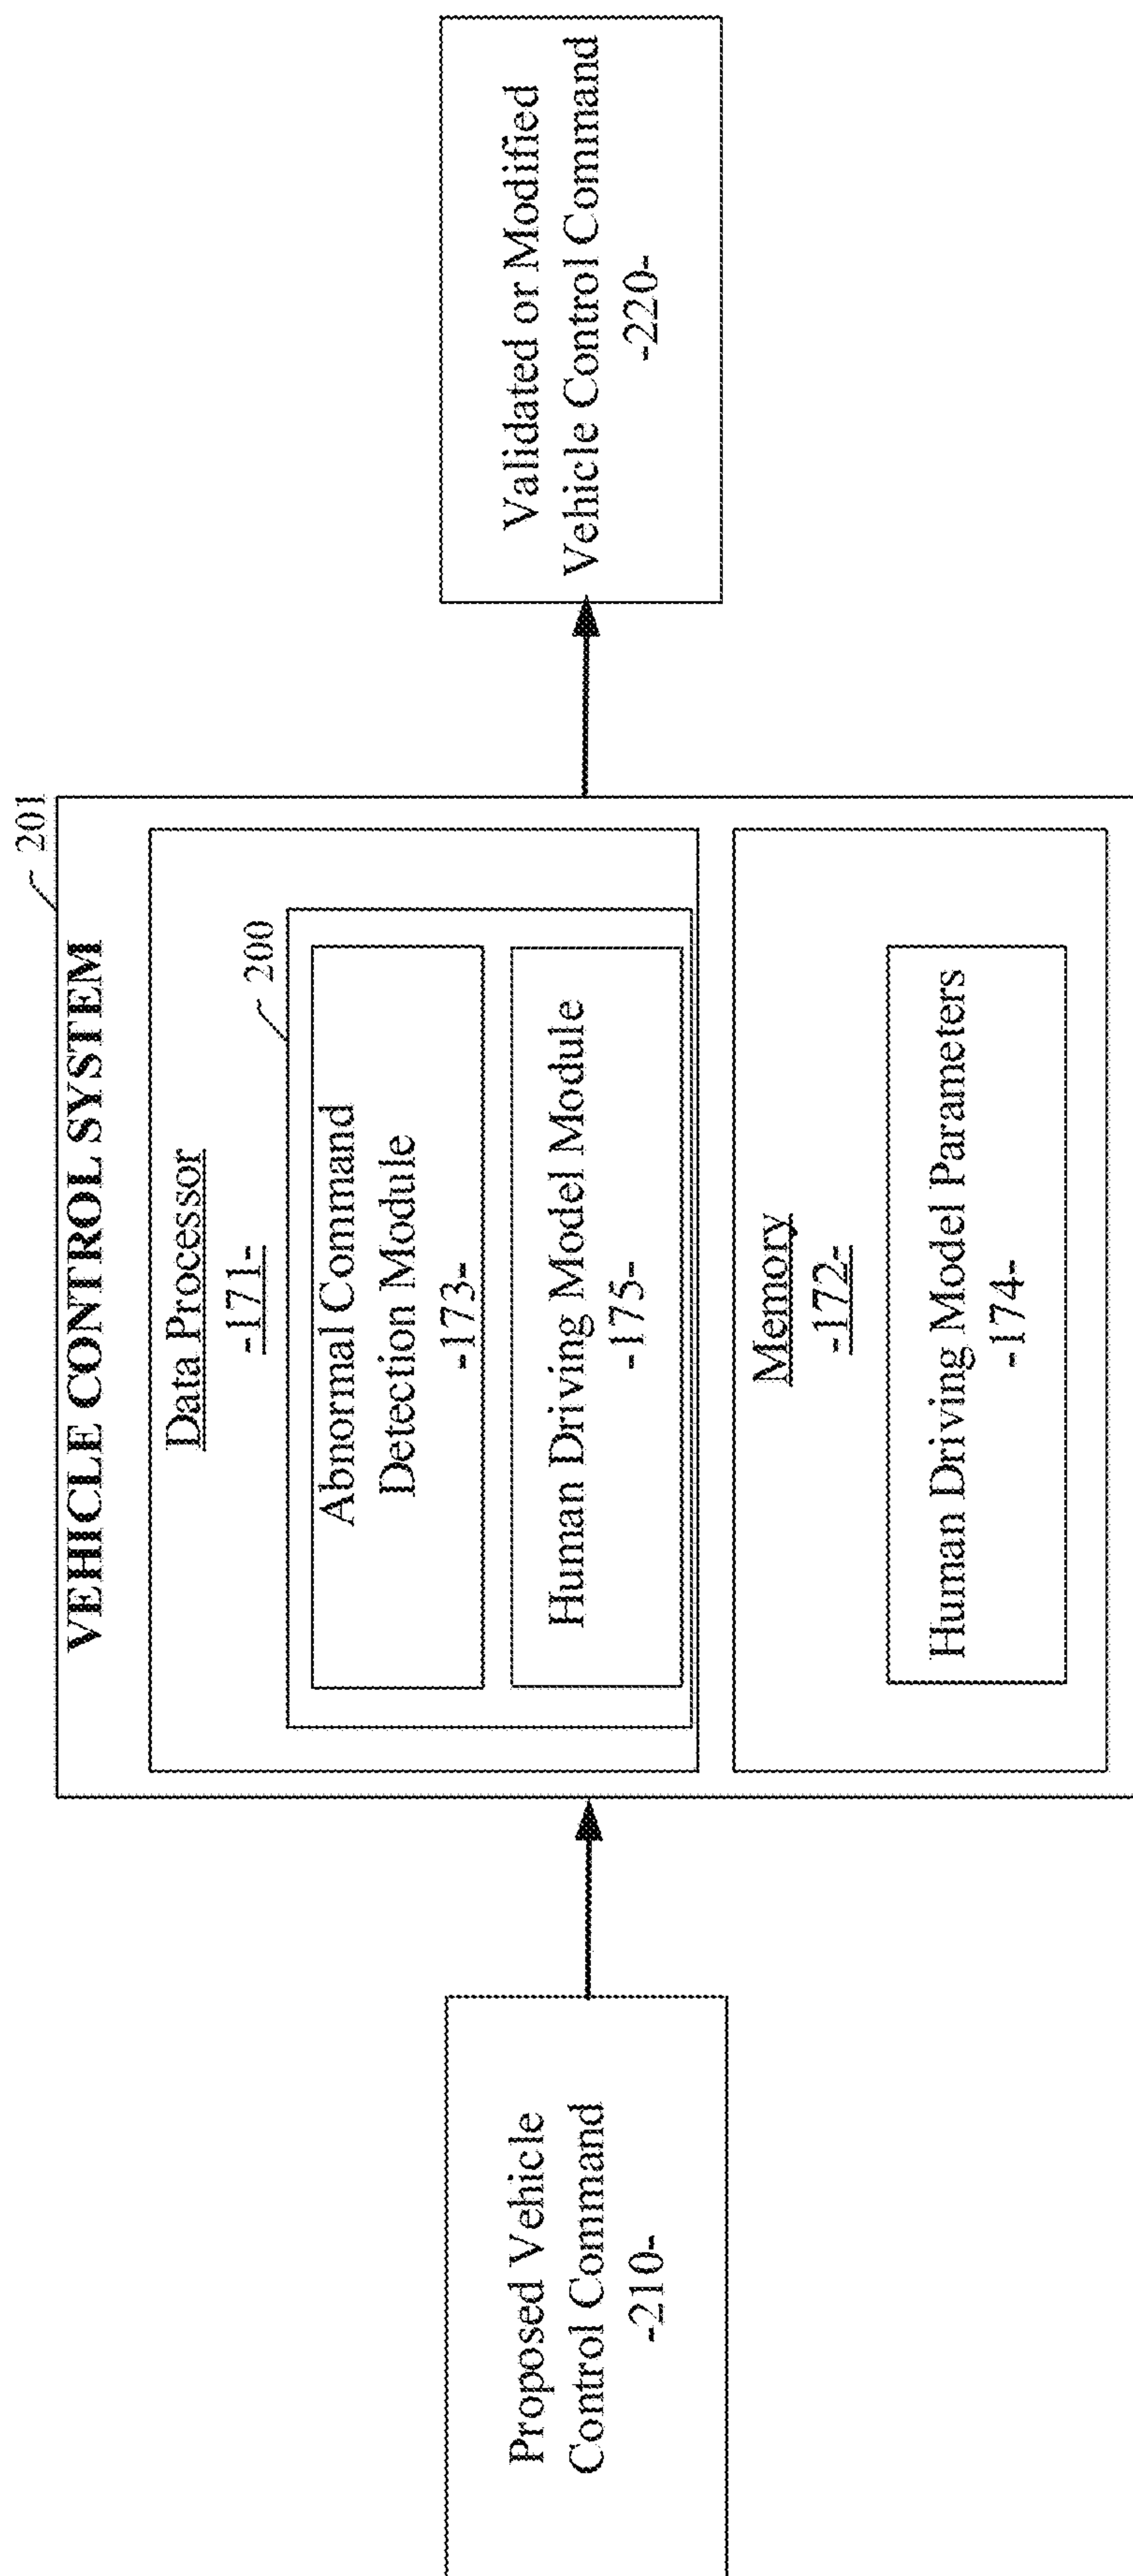 Proposed Vehicle
Control Command
-210-
201
VEHICLE CONTROL SYSTEM
Data Processor
-171-
200
Abnormal Command
Detection Module
-173-
Human Driving Model Module
-175-
Memory
-172-
Human Driving Model Parameters
-174-
Validated or Modified
Vehicle Control Command
-220-